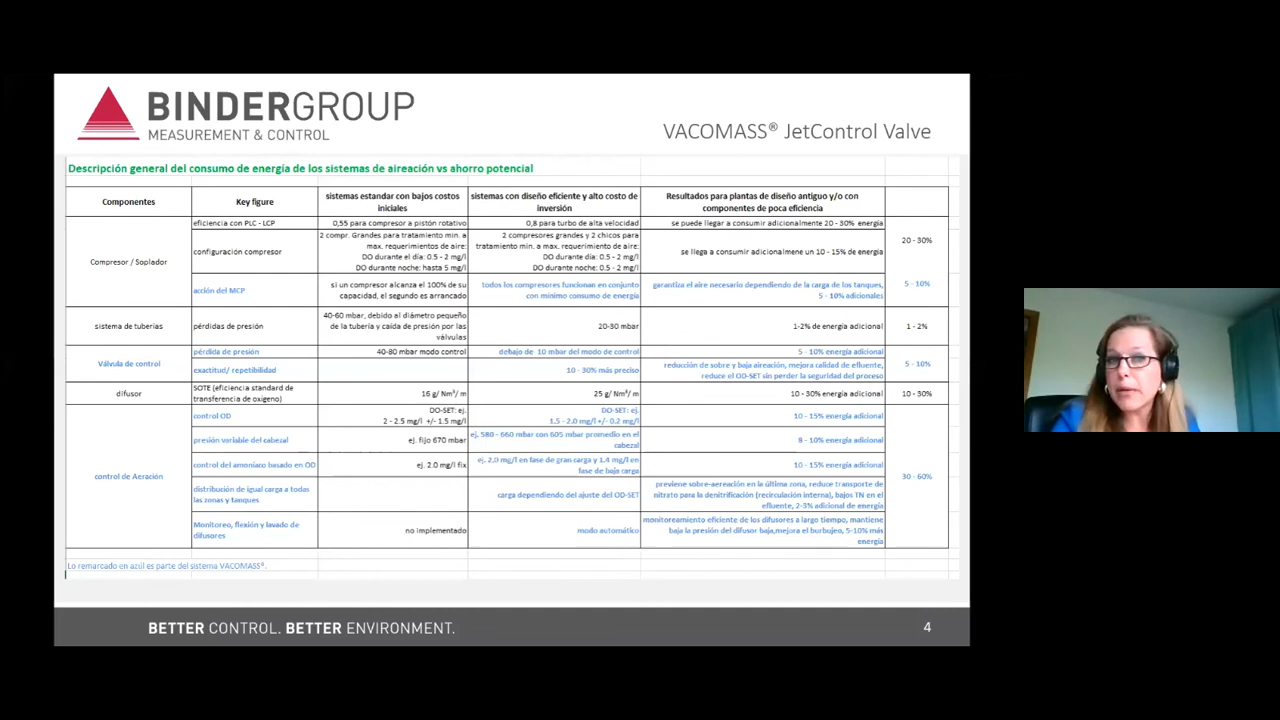 BINDERGROUP
MEASUREMENT & CONTROL
VACOMASS® JetControl Valve
Descripción general del consumo de energía de los sistemas de aireación vs ahorro potencial
Componentes
Key figure
sistemas estandar con bajos costos
iniciales
sistemas con diseño eficiente y alto costo de
inversión
Resultados para plantas de diseño antiguo y/o con
componentes de poca eficiencia
Compresor / Soplador
eficiencia con PLC - LCP
0,55 para compresor a pistón rotativo
0,8 para turbo de alta velocidad
se puede llegar a consumir adicionalmente 20 - 30% energía
20 - 30%
configuración compresor
2 compr. Grandes para tratamiento min. a
max. requerimientos de aire:
DO durante el día: 0.5 - 2 mg/l
DO durante noche: hasta 5 mg/l
2 compresores grandes y 2 chicos para
tratamiento min. a max. requerimiento de aire:
DO durante el día: 0.5 - 2 mg/l
DO durante noche: 0.5 - 2 mg/l
se llega a consumir adicionalmene un 10 - 15% de energía
acción del MCP
si un compresor alcanza el 100% de su
capacidad, el segundo es arrancado
todos los compresores funcionan en conjunto
con mínimo consumo de energía
garantiza el aire necesario dependiendo de la carga de los tanques,
5 - 10% adicionales
5 - 10%
sistema de tuberías
pérdidas de presión
40-60 mbar, debido al diámetro pequeño
de la tubería y caída de presión por las
válvulas
20-30 mbar
1-2% de energía adicional
1 - 2%
Válvula de control
pérdida de presión
40-80 mbar modo control
debajo de 10 mbar del modo de control
5 - 10% energía adicional
5 - 10%
exactitud/ repetibilidad
10 - 30% más preciso
reducción de sobre y baja aireación, mejora calidad de efluente,
reduce el OD-SET sin perder la seguridad del proceso
difusor
SOTE (eficiencia standard de
transferencia de oxígeno)
16 g/ Nm³/ m
25 g/ Nm³/ m
10 - 30% energía adicional
10 - 30%
control de Aeración
control OD
DO-SET: ej.
2 - 2.5 mg/l +/- 1.5 mg/l
DO-SET: ej.
1,5 - 2.0 mg/l +/- 0.2 mg/l
10 - 15% energía adicional
30 - 60%
presión variable del cabezal
ej. fijo 670 mbar
ej, 580 - 660 mbar con 605 mbar promedio en el
cabezal
8 - 10% energía adicional
control del amoníaco basado en OD
ej. 2.0 mg/l fix
ej. 2.0 mg/l en fase de gran carga y 1.4 mg/l en
fase de baja carga
10 - 15% energía adicional
distribución de igual carga a todas
las zonas y tanques
carga dependiendo del ajuste del OD-SET
previene sobre-aereación en la última zona, reduce transporte de
nitrato para la denitrificación (recirculación interna), bajos TN en el
efluente, 2-3% adicional de energía
Monitoreo, flexión y lavado de
difusores
no implementado
modo automático
monitoreamiento eficiente de los difusores a largo tiempo, mantiene
baja la presión del difusor baja,mejora el burbujeo, 5-10% más
energía
Lo remarcado en azúl es parte del sistema VACOMASS®.
BETTER CONTROL. BETTER ENVIRONMENT.
4